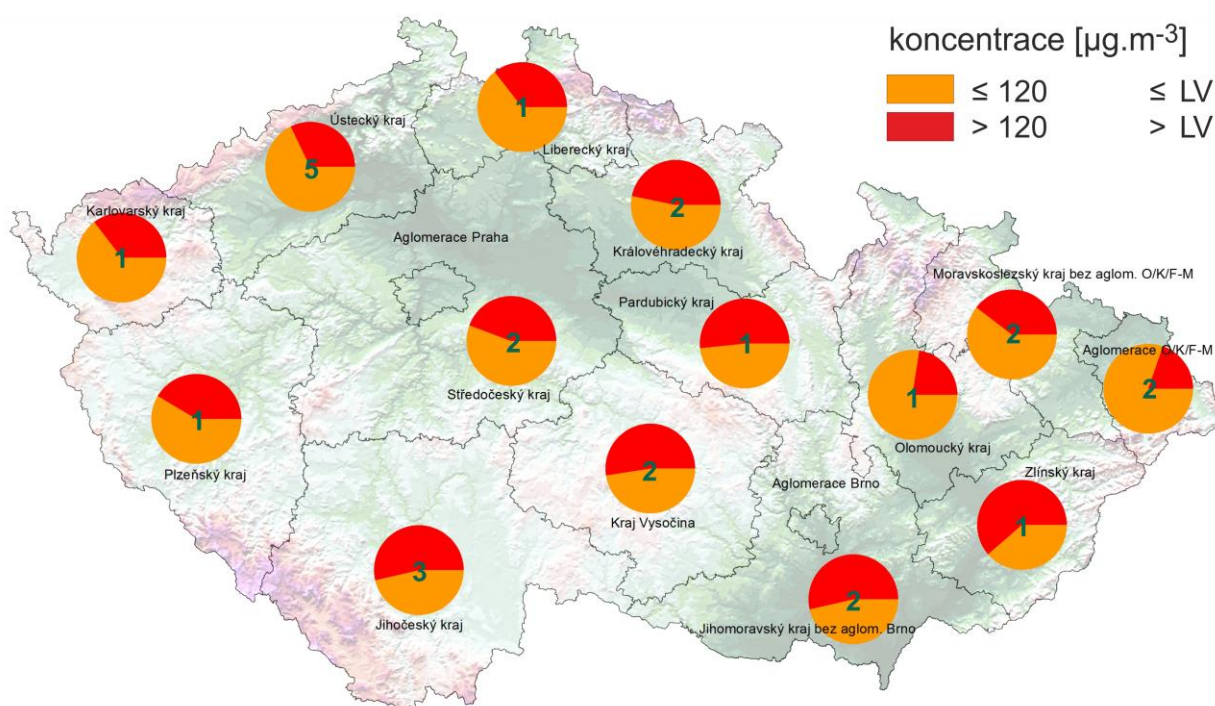 koncentrace [µg.m-3]
≤ 120 ≤ LV
> 120 > LV
1
Ústecký kraj
5
Liberecký kraj
Karlovarský kraj
1
2
Aglomerace Praha
Královéhradecký kraj
Moravskoslezský kraj bez aglom. O/K/F-M
Pardubický kraj
2
2
1
Aglomerace O/K/F-M
Středočeský kraj
1
2
1
Plzeňský kraj
Olomoucký kraj
2
Zlínský kraj
Aglomerace Brno
Kraj Vysočina
1
3
2
Jihočeský kraj
Jihomoravský kraj bez aglom. Brno